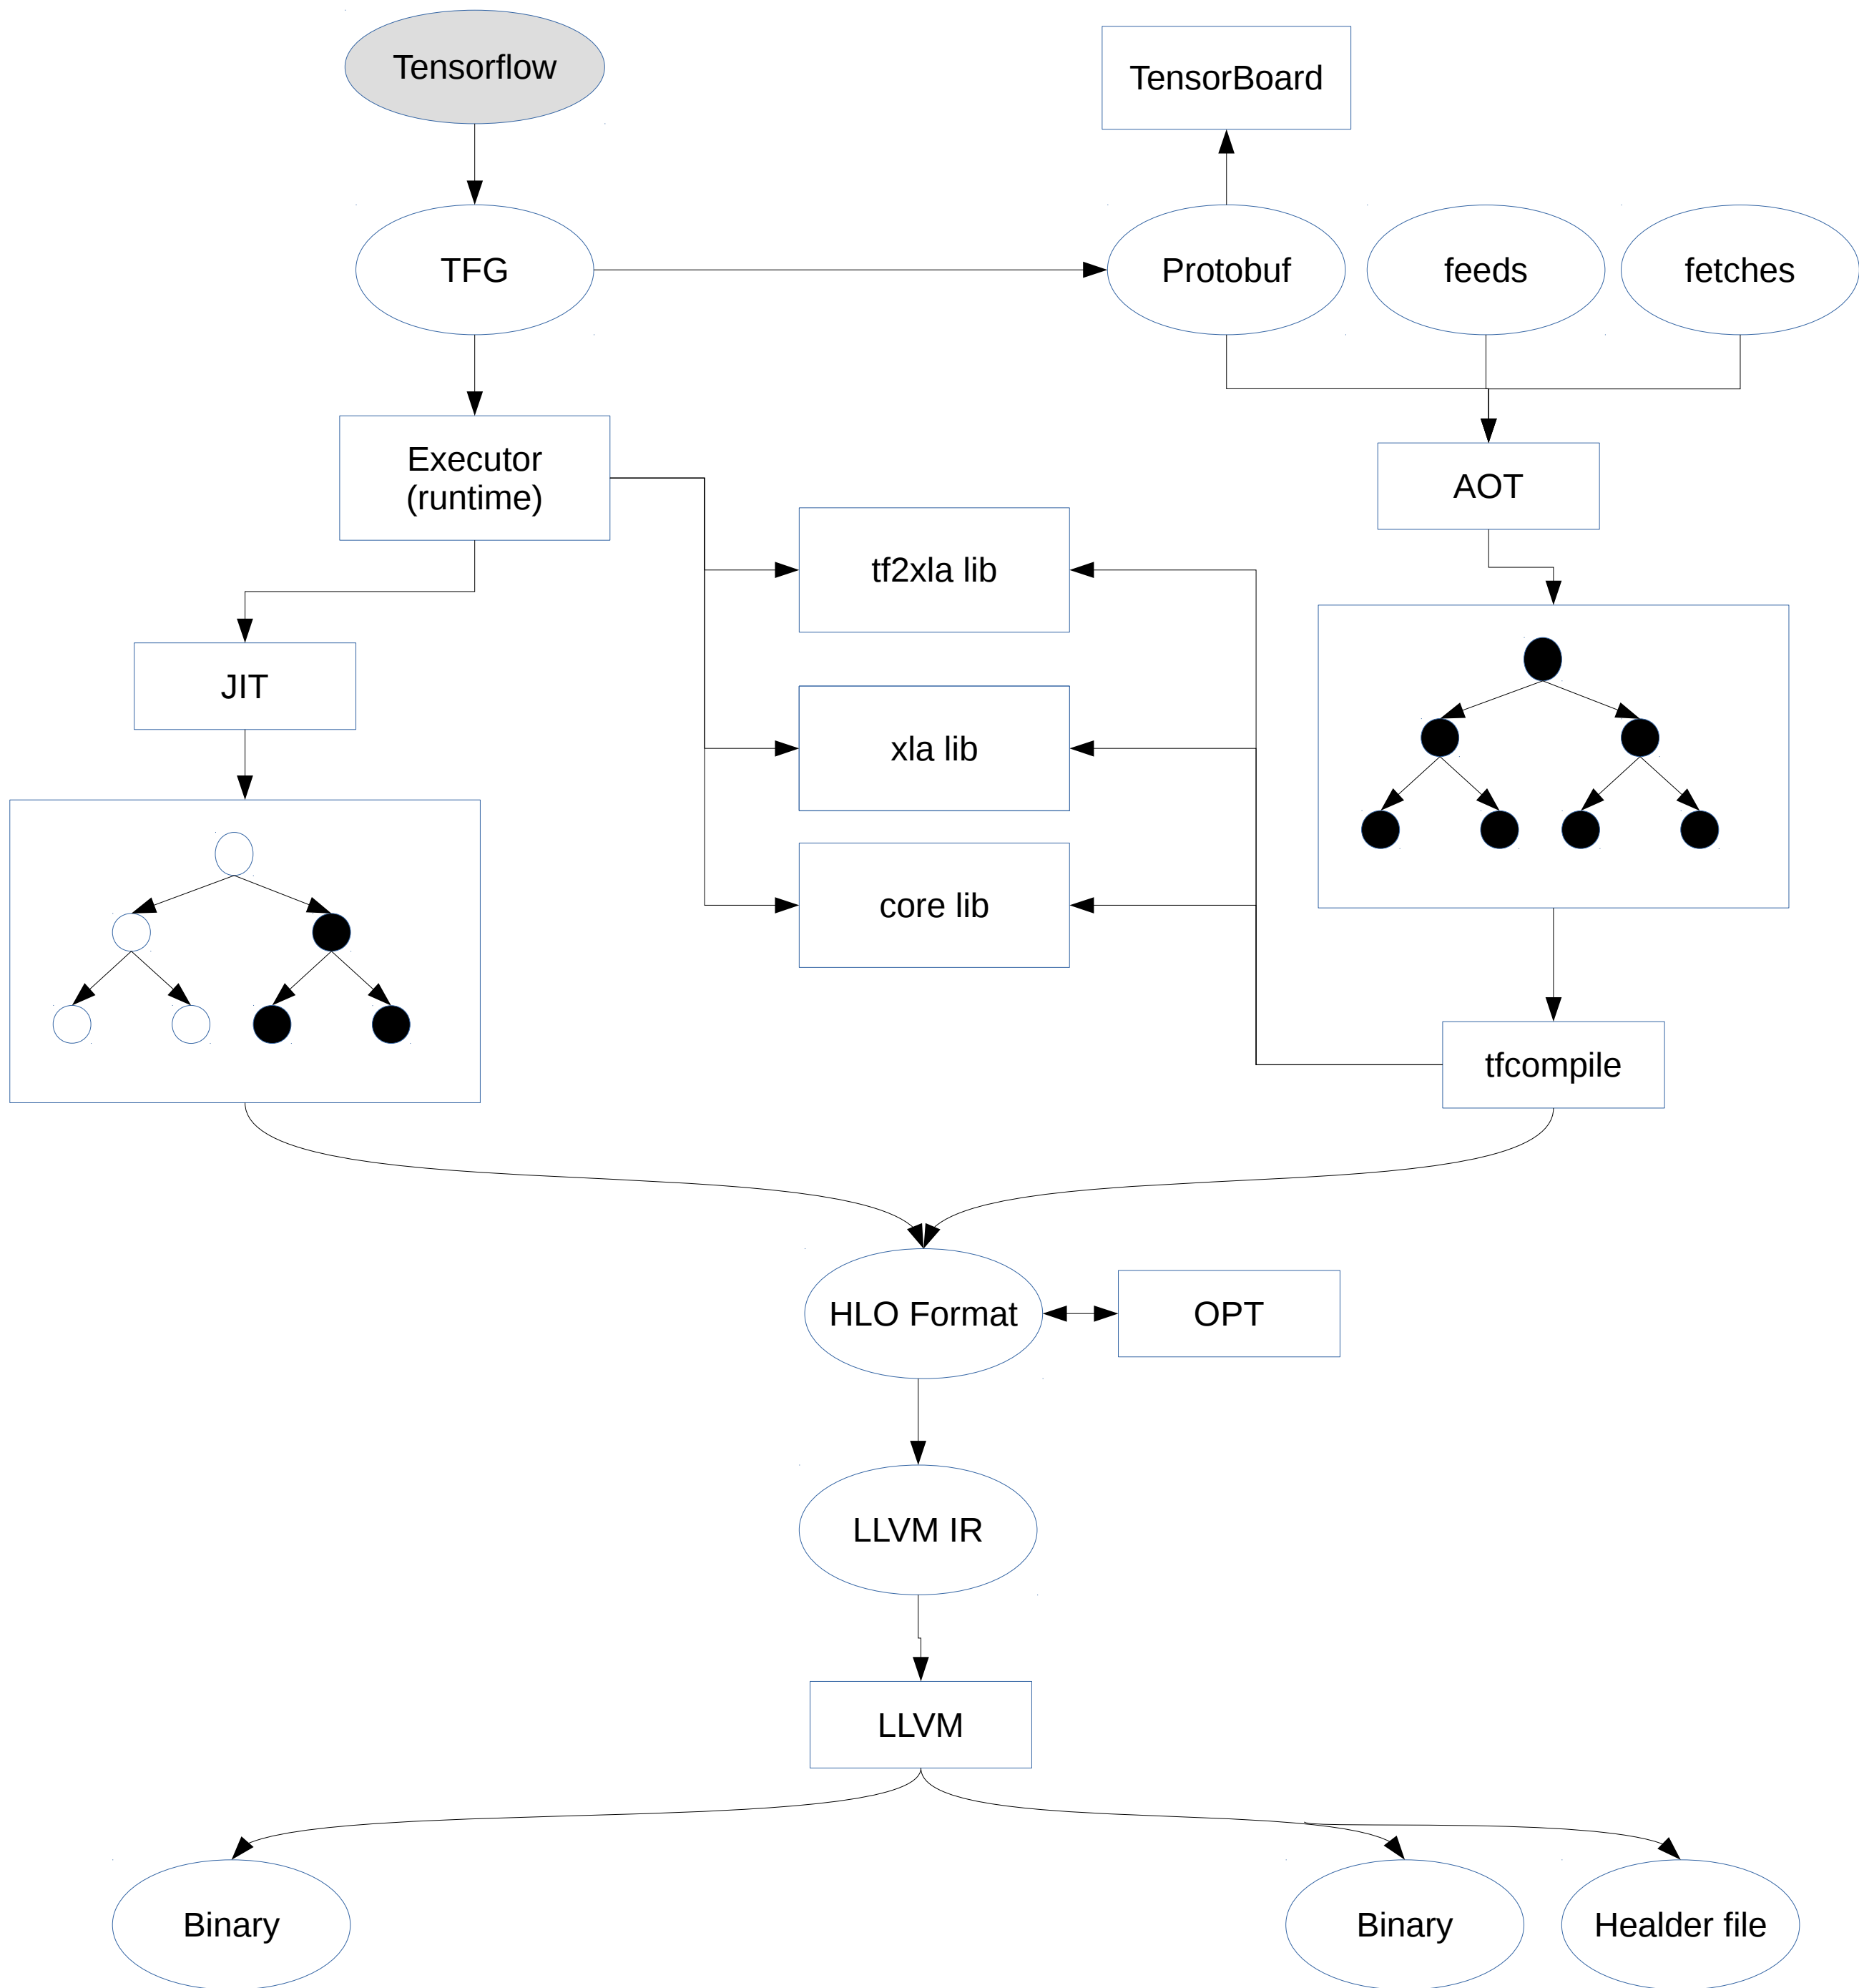 Tensorflow
TensorBoard
TFG
Protobuf
feeds
fetches
Executor
(runtime)
AOT
tf2xla lib
JIT
xla lib
core lib
tfcompile
HLO Format
OPT
LLVM IR
LLVM
Binary
Binary
Healder file